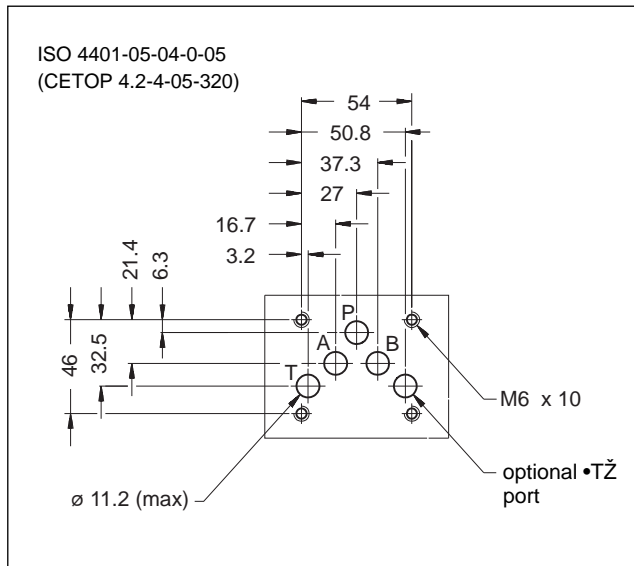 ISO 4401-05-04-0-05
(CETOP 4.2-4-05-320)
54
50.8
37.3
27
16.7
3.2
21.4
6.3
46
32.5
P
A
B
T
M6 x 10
ø 11.2 (max)
optional •TŽ
port